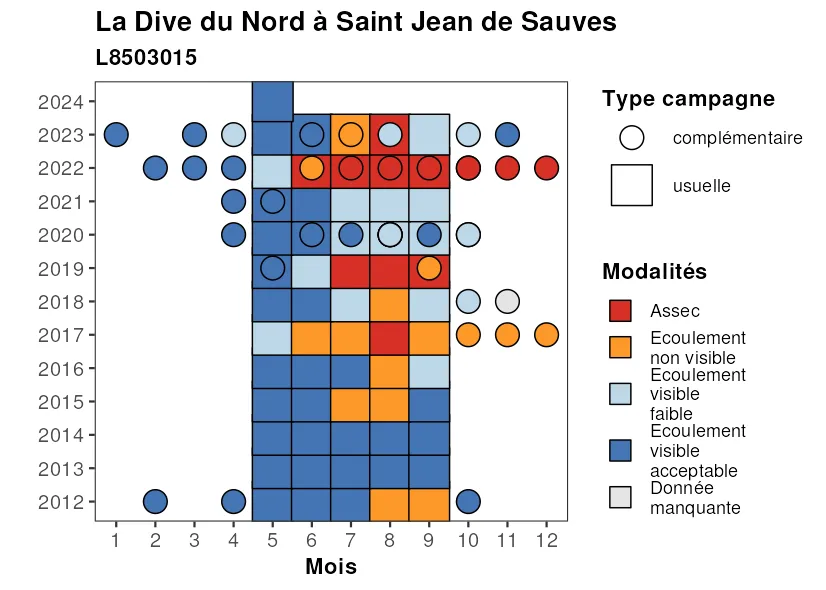 La Dive du Nord à Saint Jean de Sauves
L8503015
2024
2023
2022
2021
2020
2019
2018
2017
2016
2015
2014
2013
2012
1 2 3 4 5 6 7 8 9 10 11 12
Mois
Type campagne
complémentaire
usuelle
Modalités
Assec
Ecoulement
non visible
Ecoulement
visible
faible
Ecoulement
visible
acceptable
Donnée
manquante